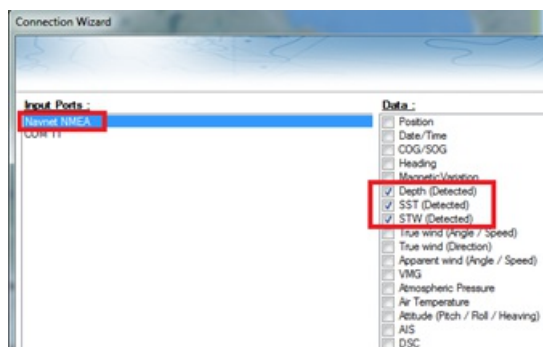 Connection Wizard
Input Ports :
Navnet NMEA
COM 11
Data :
Position
Date/Time
COG/SOG
Heading
Magnetic Variation
Depth (Detected)
SST (Detected)
STW (Detected)
True wind (Angle / Speed)
True wind (Direction)
Apparent wind (Angle / Speed)
VMG
Atmospheric Pressure
Air Temperature
Attitude (Pitch / Roll / Heaving)
AIS
DSC